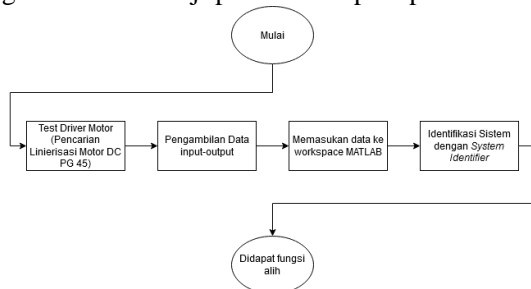 Mulai
Test Driver Motor
(Pencarian
Linierisasi Motor DC
PG 45)
Pengambilan Data
input-output
Memasukan data ke
workspace MATLAB
Identifikasi Sistem
dengan System
Identifier
Didapat fungsi
alih